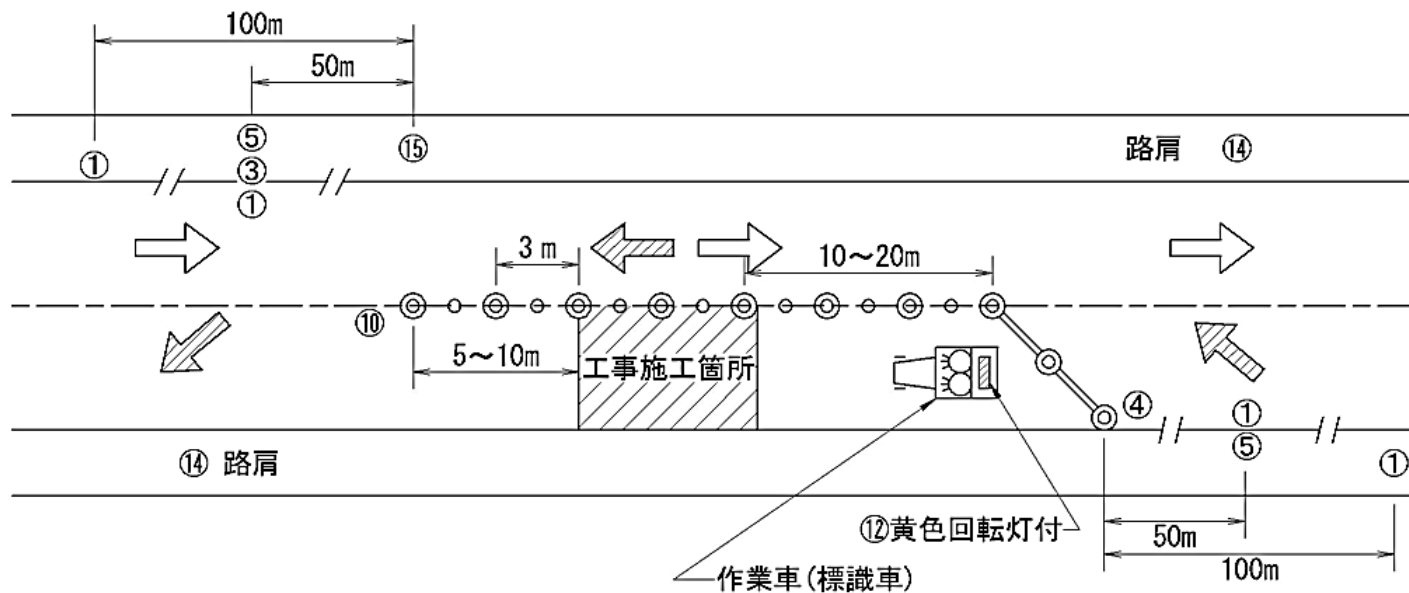 100m
50m
⑤
①
③
⑮
路肩 ⑭
①
3 m
10～20m
⑩
5～10m
工事施工箇所
④
①
⑭ 路肩
⑤
①
⑫黄色回転灯付
50m
作業車(標識車)
100m